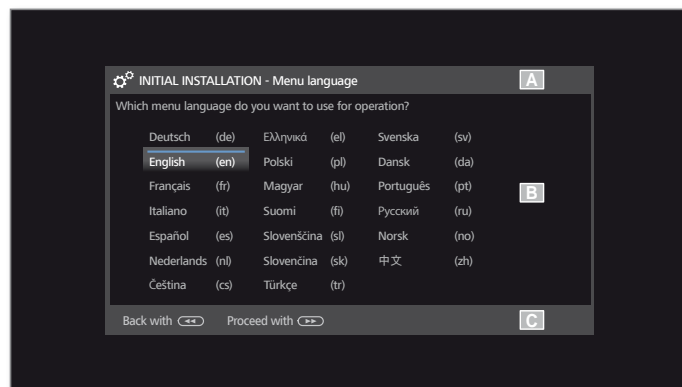 INITIAL INSTALLATION - Menu language A
Which menu language do you want to use for operation?
Deutsch (de) Ελληνικά (el) Svenska (sv)
English (en) Polski (pl) Dansk (da)
Français (fr) Magyar (hu) Português (pt)
B
Italiano (it) Suomi (fi) Русский (ru)
Español (es) Slovenščina (sl) Norsk (no)
Nederlands (nl) Slovenčina (sk) 中文 (zh)
Čeština (cs) Türkçe (tr)
Back with Proceed with C